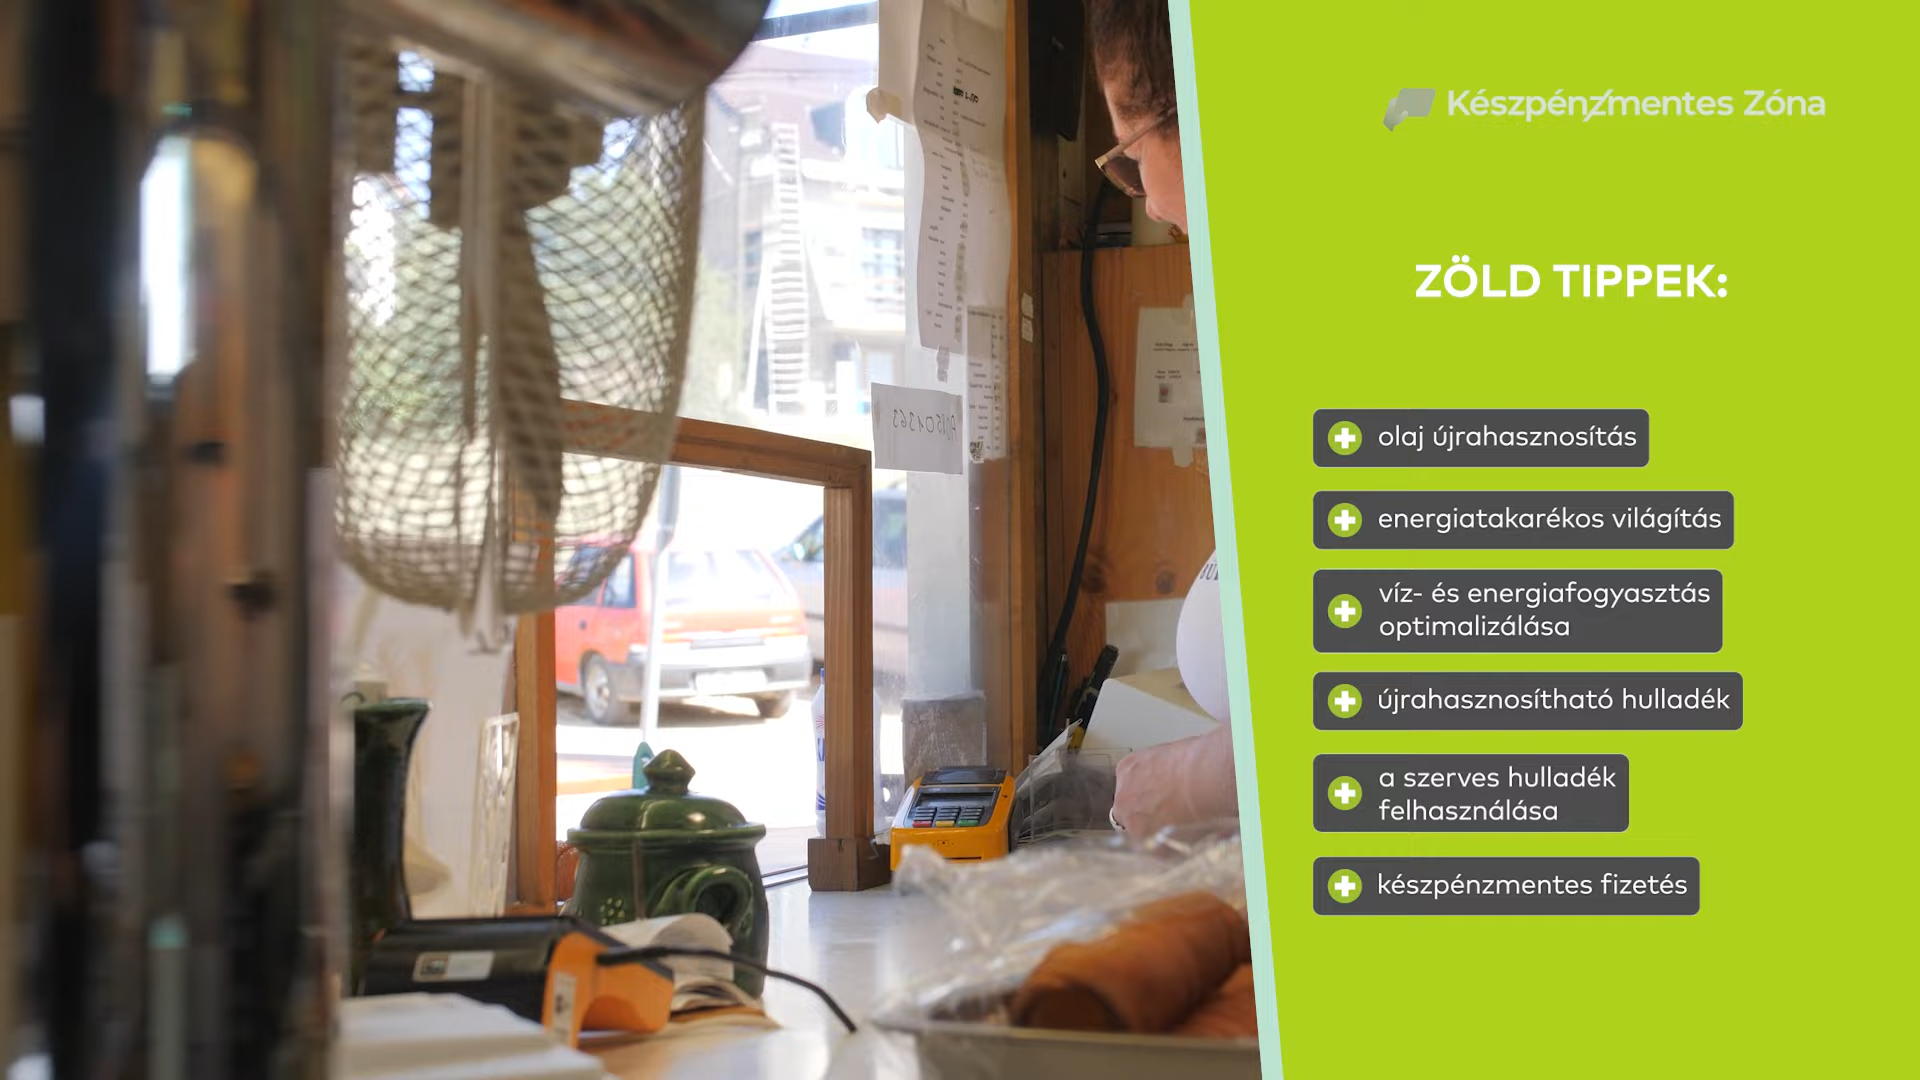 Készpénzmentes Zóna
ZÖLD TIPPEK:
olaj újrahasznosítás
energiatakarékos világítás
víz- és energiafogyasztás
optimalizálása
újrahasznosítható hulladék
a szerves hulladék
felhasználása
készpénzmentes fizetés